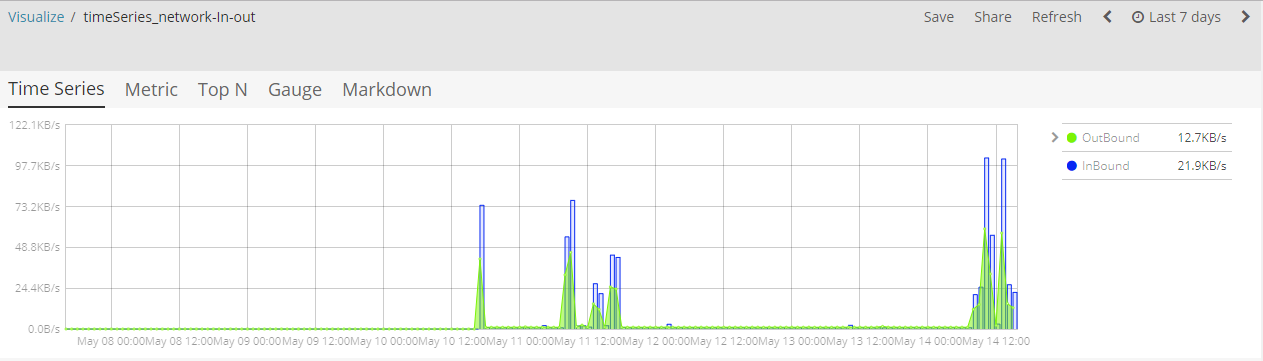 Visualize / timeSeries_network-In-out
Save Share Refresh Last 7 days
Time Series Metric Top N Gauge Markdown
122.1KB/s
97.7KB/s
73.2KB/s
48.8KB/s
24.4KB/s
0.0B/s
May 08 00:00 May 08 12:00 May 09 00:00 May 09 12:00 May 10 00:00 May 10 12:00 May 11 00:00 May 11 12:00 May 12 00:00 May 12 12:00 May 13 00:00 May 13 12:00 May 14 00:00 May 14 12:00
OutBound 12.7KB/s
InBound 21.9KB/s